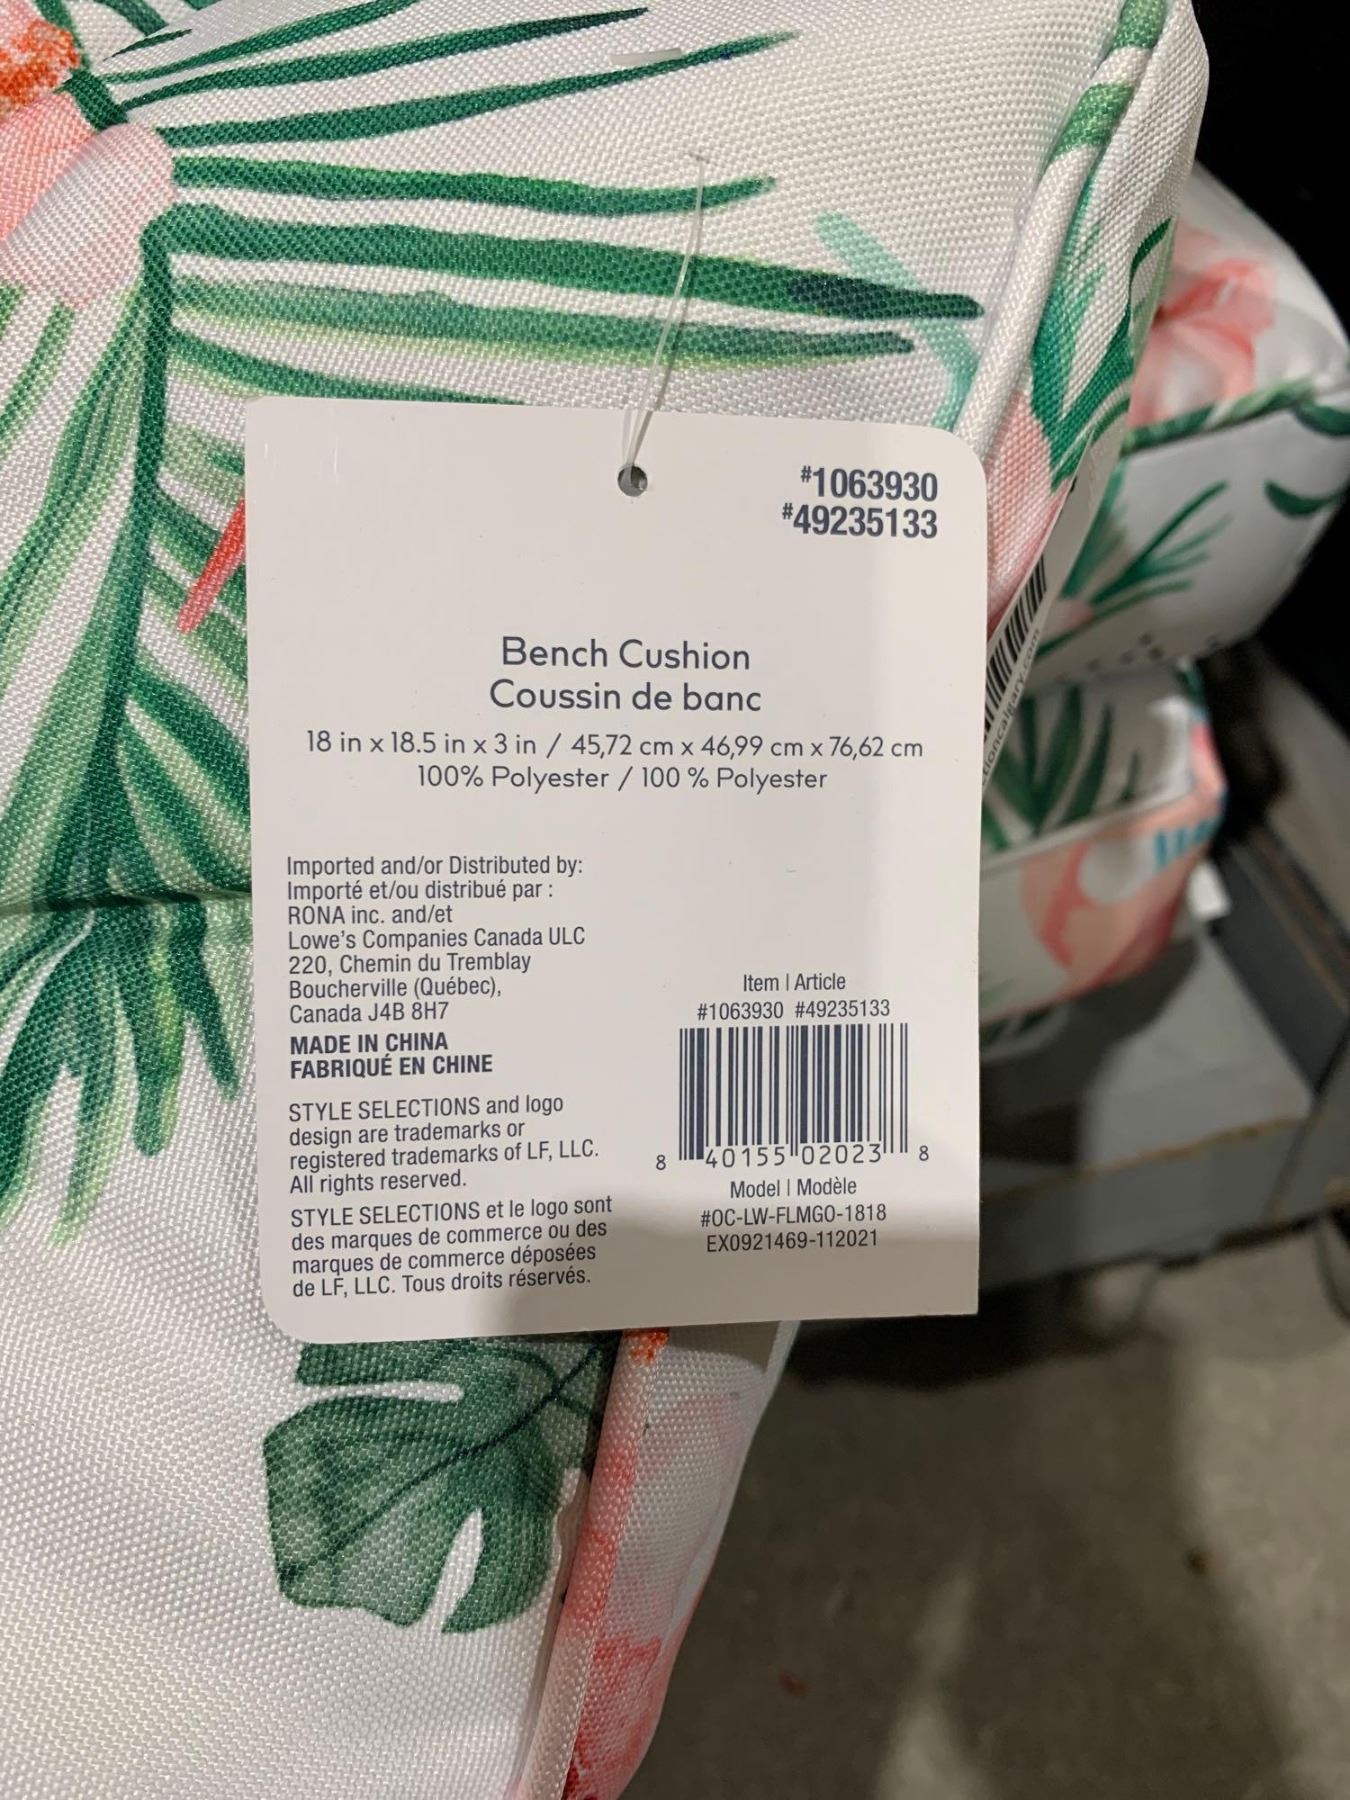 #1063930
#49235133
Bench Cushion
Coussin de banc
18 in x 18.5 in x 3 in / 45,72 cm x 46,99 cm x 76,62 cm
100% Polyester / 100 % Polyester
Imported and/or Distributed by:
Importé et/ou distribué par :
RONA inc. and/et
Lowe's Companies Canada ULC
220, Chemin du Tremblay
Boucherville (Québec),
Canada J4B 8H7
MADE IN CHINA
FABRIQUÉ EN CHINE
STYLE SELECTIONS and logo
design are trademarks or
registered trademarks of LF, LLC.
All rights reserved.
STYLE SELECTIONS et le logo sont
des marques de commerce ou des
marques de commerce déposées
de LF, LLC. Tous droits réservés.
Item | Article
#1063930 #49235133
8 40155 02023 8
Model | Modèle
#OC-LW-FLMGO-1818
EX0921469-112021